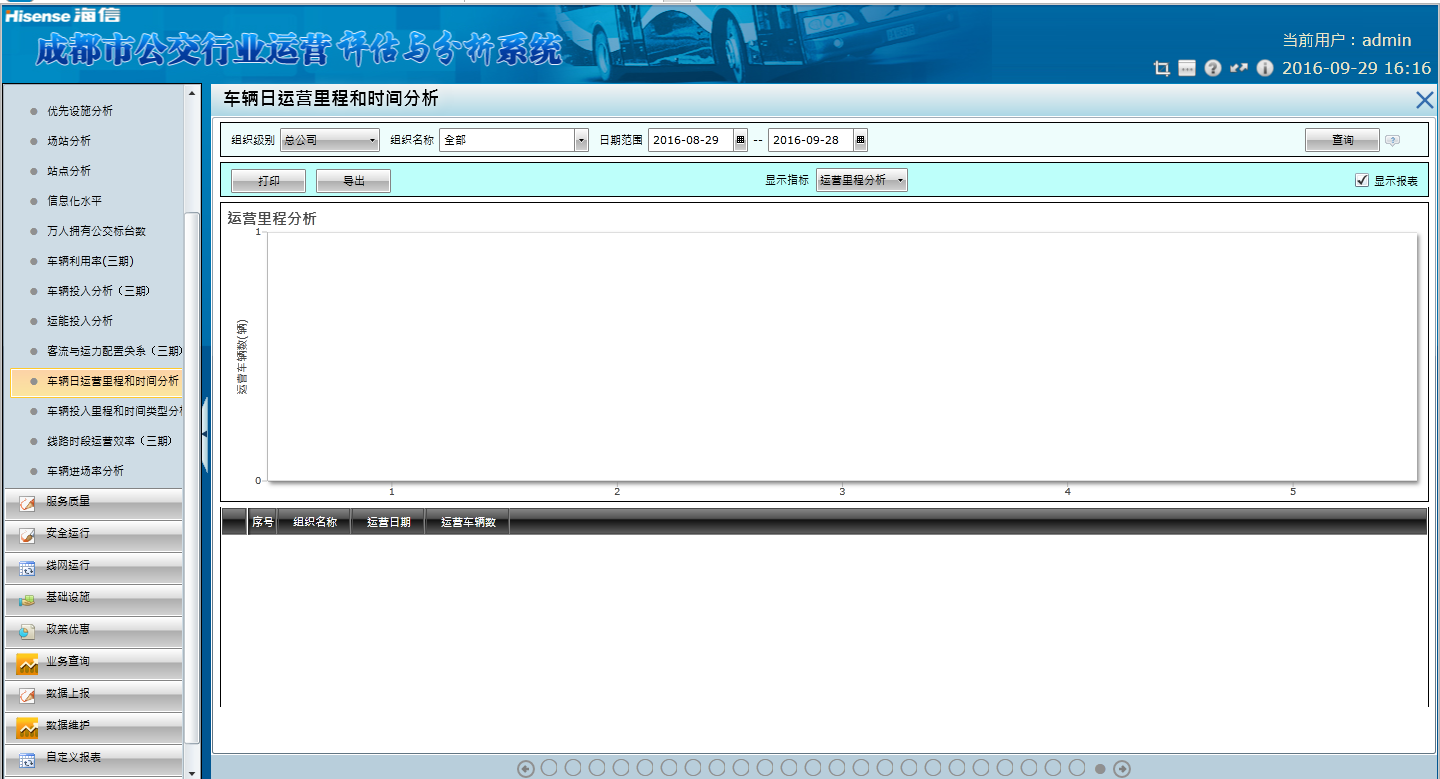 Hisense 海信
成都市公交行业运营评估与分析系统
当前用户：admin
2016-09-29 16:16
优先设施分析
场站分析
站点分析
信息化水平
万人拥有公交标台数
车辆利用率(三期)
车辆投入分析（三期）
运能投入分析
客流与运力配置关系（三期）
车辆日运营里程和时间分析
车辆投入里程和时间类型分
线路时段运营效率（三期）
车辆进场率分析
服务质量
安全运行
线网运行
基础设施
政策优惠
业务查询
数据上报
数据维护
自定义报表
车辆日运营里程和时间分析
组织级别 总公司 组织名称 全部 日期范围 2016-08-29 -- 2016-09-28 查询
打印 导出 显示指标 运营里程分析 显示报表
运营里程分析
1
运营车辆数(辆)
0
1 2 3 4 5
序号 组织名称 运营日期 运营车辆数